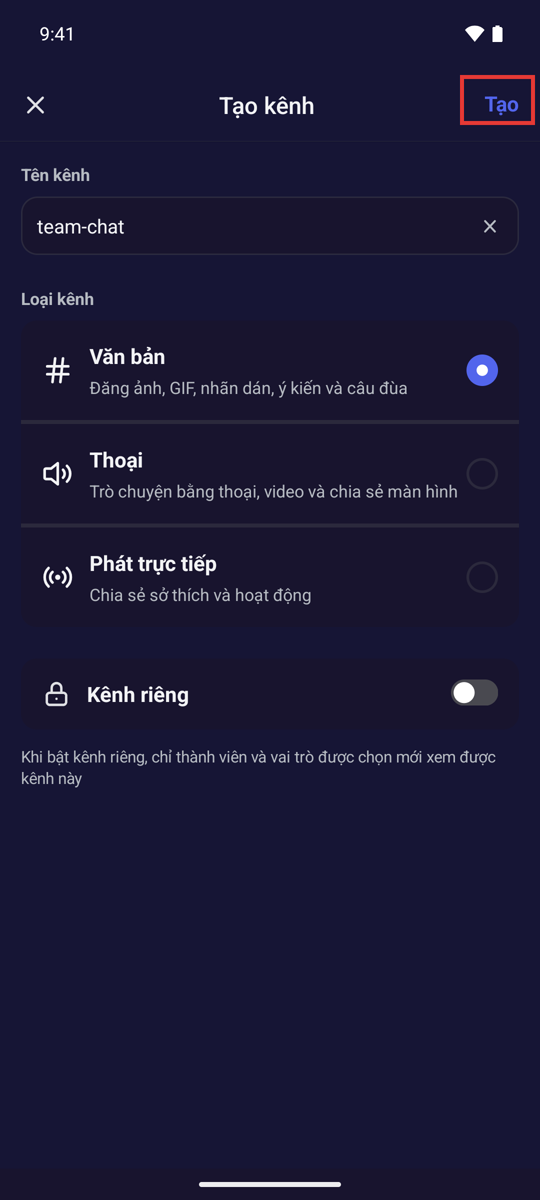 9:41
Tạo kênh
Tạo
Tên kênh
team-chat
Loại kênh
Văn bản
Đăng ảnh, GIF, nhãn dán, ý kiến và câu đùa
Thoại
Trò chuyện bằng thoại, video và chia sẻ màn hình
Phát trực tiếp
Chia sẻ sở thích và hoạt động
Kênh riêng
Khi bật kênh riêng, chỉ thành viên và vai trò được chọn mới xem được
kênh này